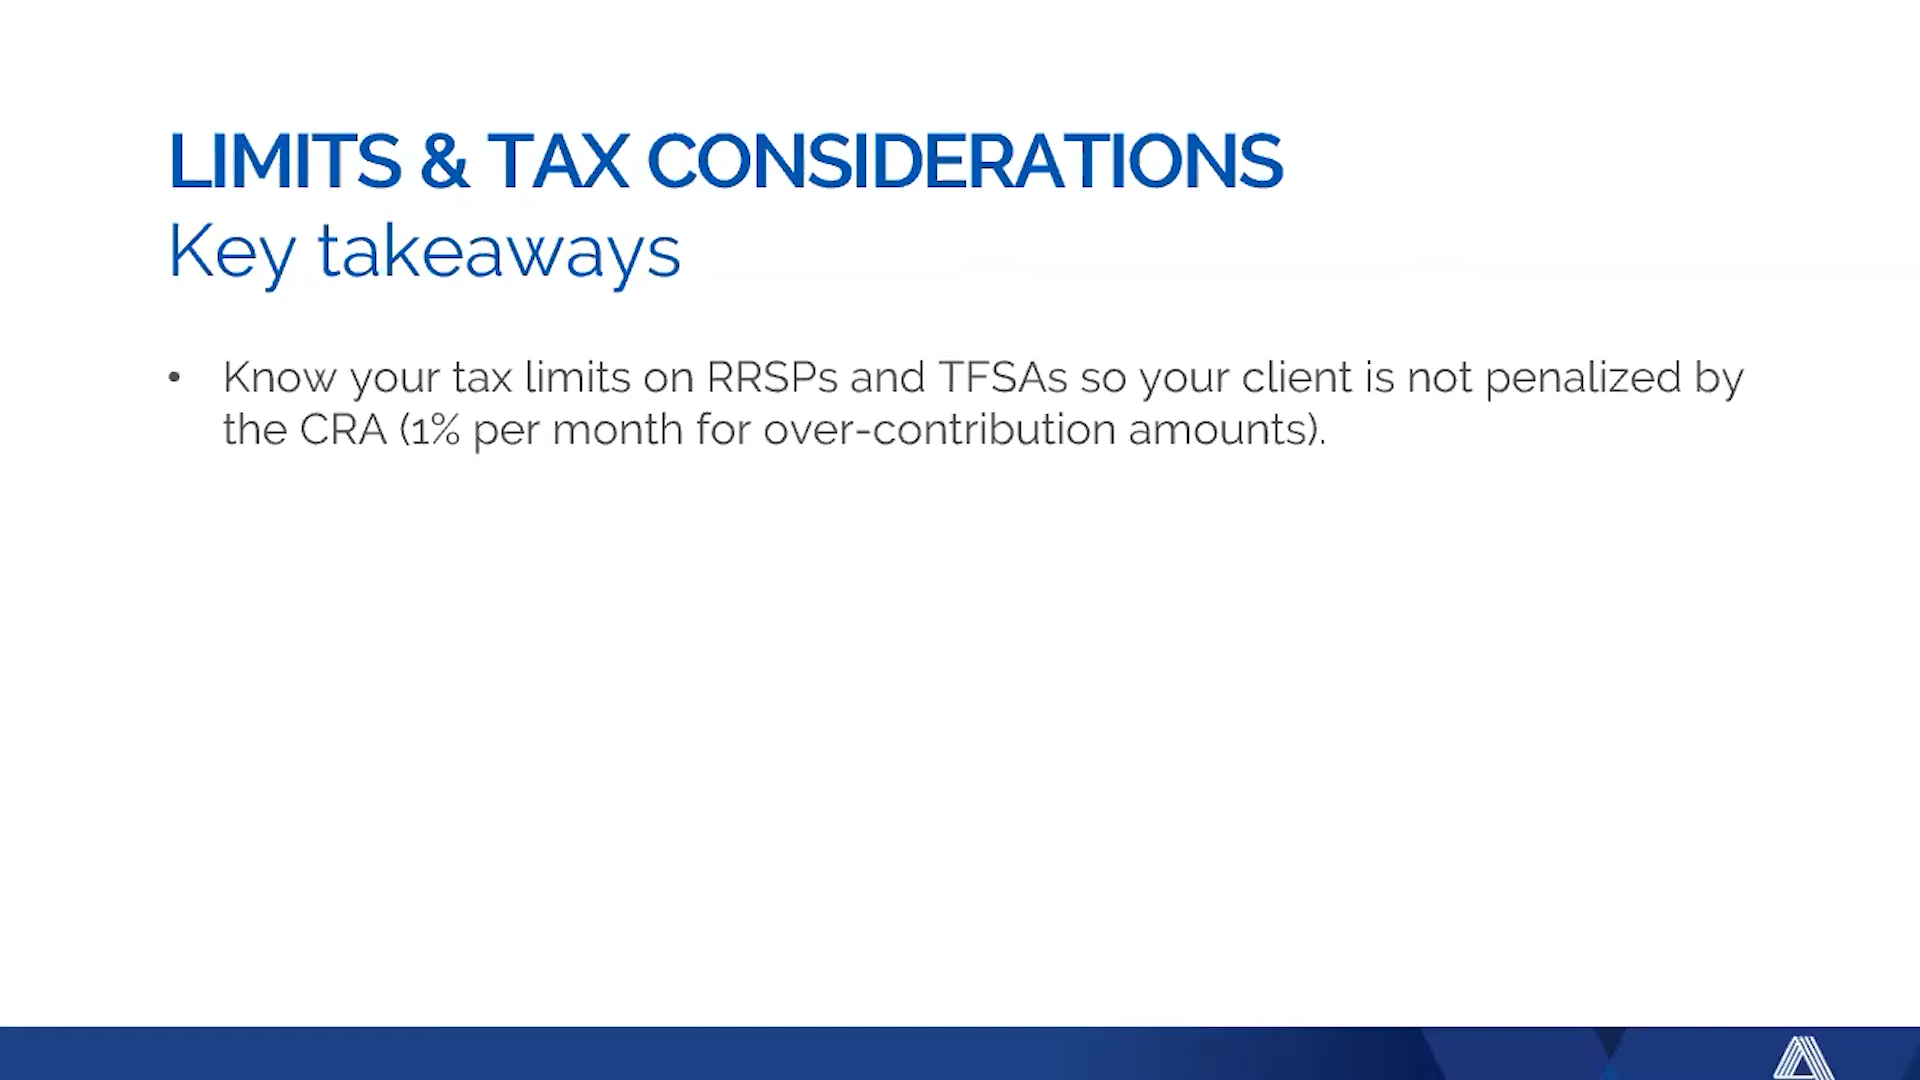 LIMITS & TAX CONSIDERATIONS
Key takeaways
• Know your tax limits on RRSPs and TFSAs so your client is not penalized by
the CRA (1% per month for over-contribution amounts).